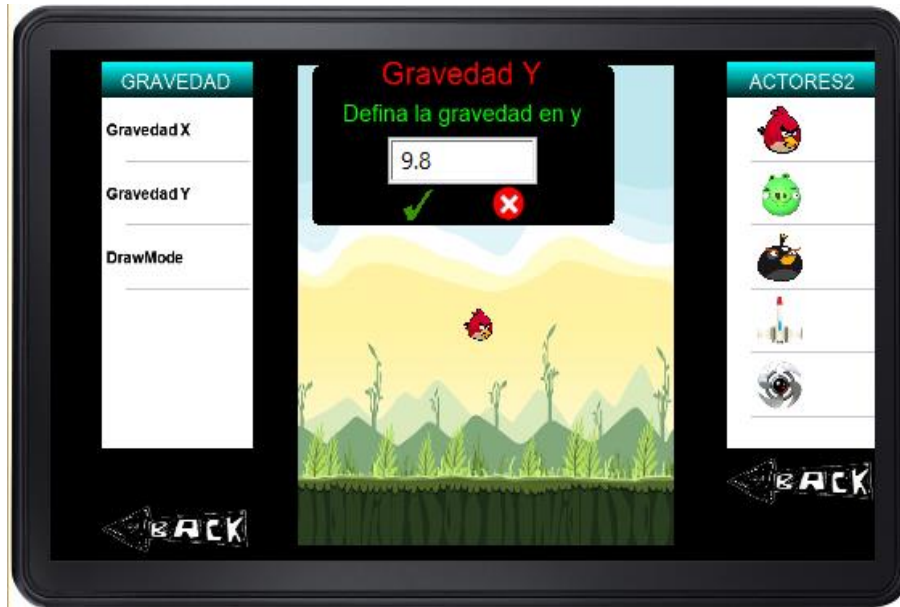 GRAVEDAD
Gravedad X
Gravedad Y
DrawMode
BACK
Gravedad Y
Defina la gravedad en y
9.8
ACTORES2
BACK